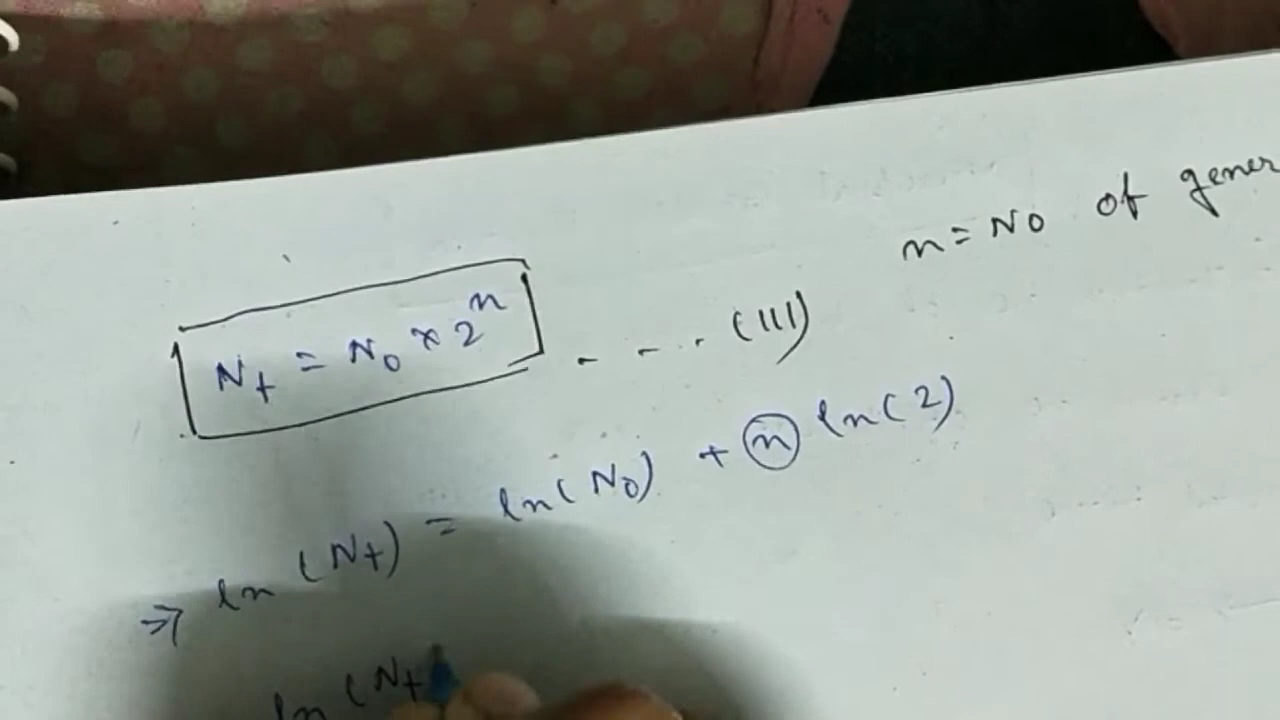 n = No of gener
Nt = N0 × 2^n - - - . (III)
⇒ ln (Nt) = ln(N0) + n ln(2)
ln (Nt